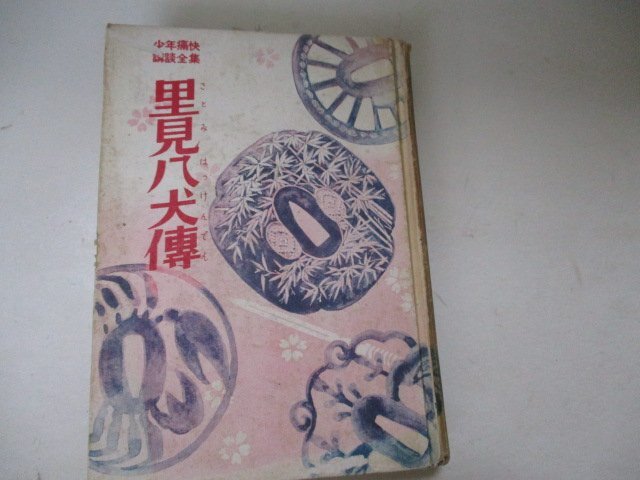 少年痛快
講談全集
里見八犬傳
さとみはっけんでん